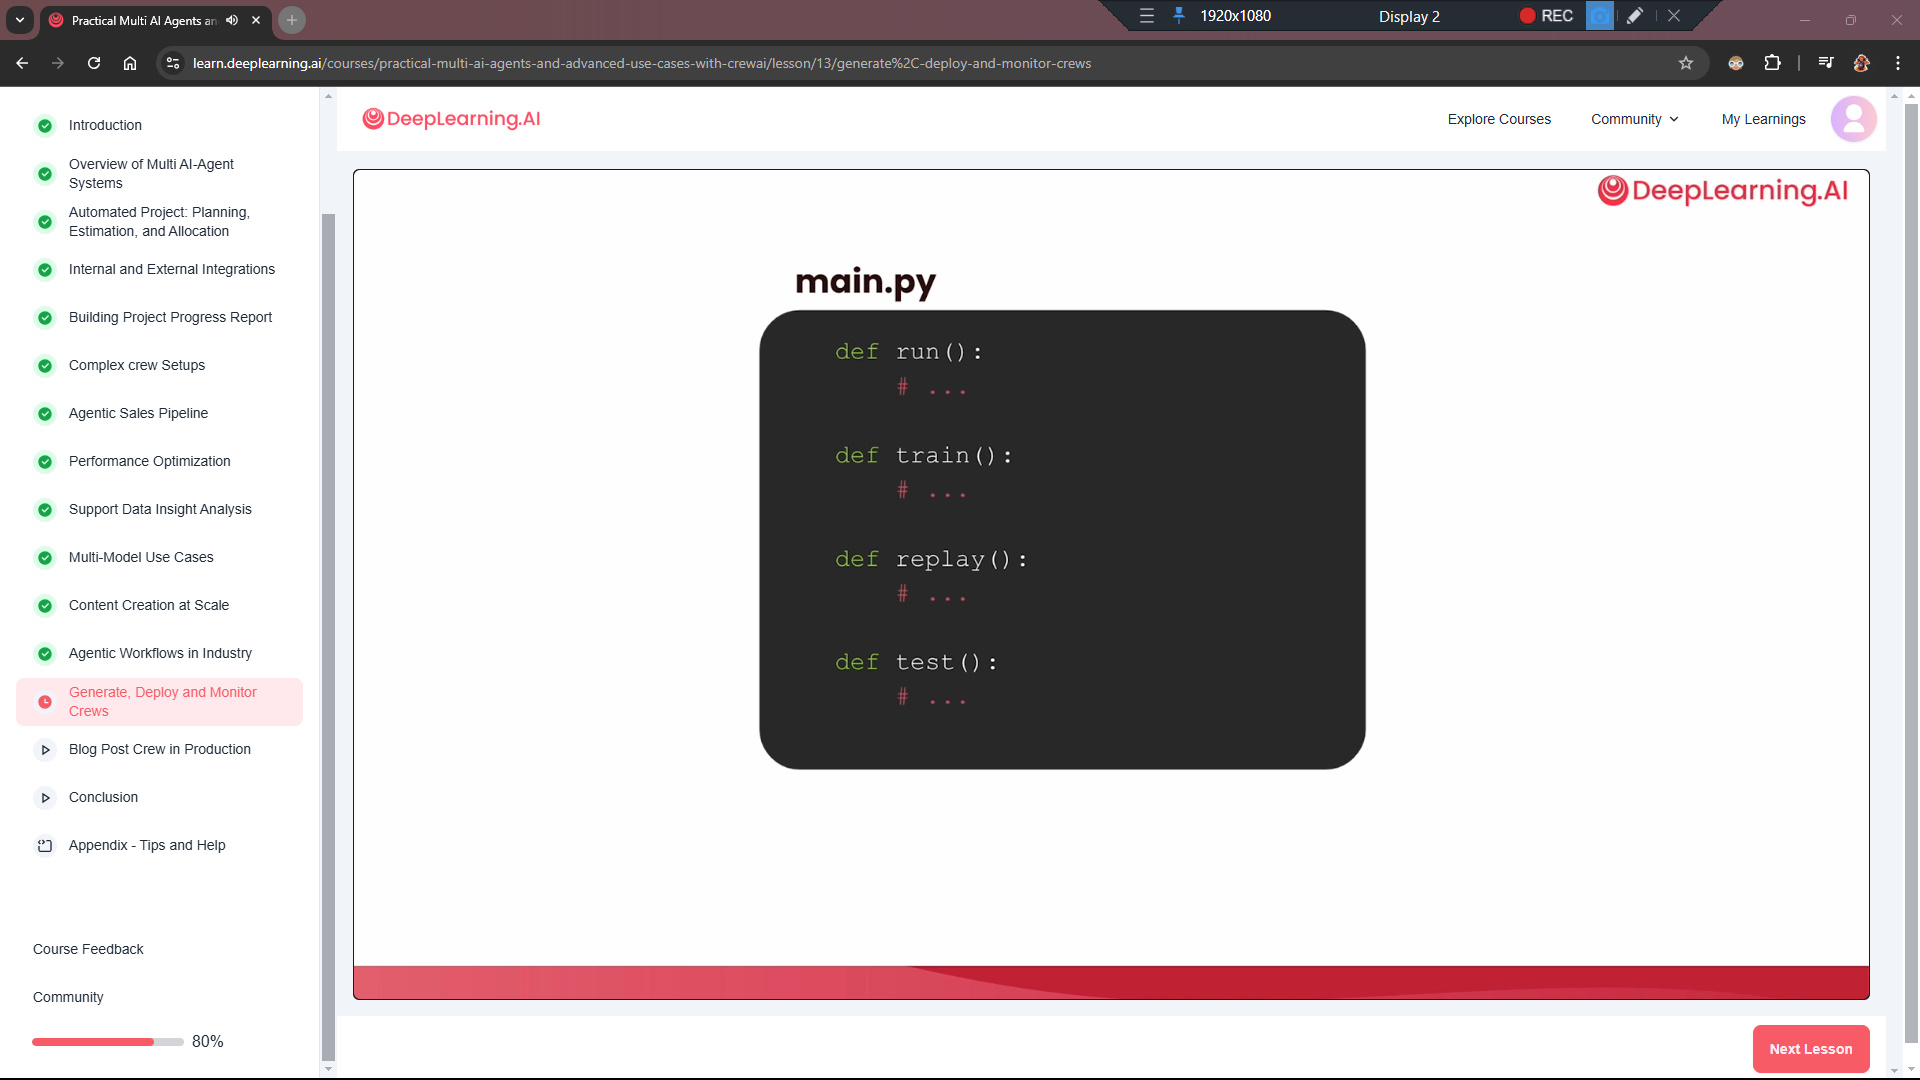 Practical Multi AI Agents an
1920x1080
Display 2
REC
learn.deeplearning.ai/courses/practical-multi-ai-agents-and-advanced-use-cases-with-crewai/lesson/13/generate%2C-deploy-and-monitor-crews
Introduction
Overview of Multi AI-Agent
Systems
Automated Project: Planning,
Estimation, and Allocation
Internal and External Integrations
Building Project Progress Report
Complex crew Setups
Agentic Sales Pipeline
Performance Optimization
Support Data Insight Analysis
Multi-Model Use Cases
Content Creation at Scale
Agentic Workflows in Industry
Generate, Deploy and Monitor
Crews
Blog Post Crew in Production
Conclusion
Appendix - Tips and Help
Course Feedback
Community
80%
DeepLearning.AI
Explore Courses
Community
My Learnings
DeepLearning.AI
main.py
def run():
# ...
def train():
# ...
def replay():
# ...
def test():
# ...
Next Lesson